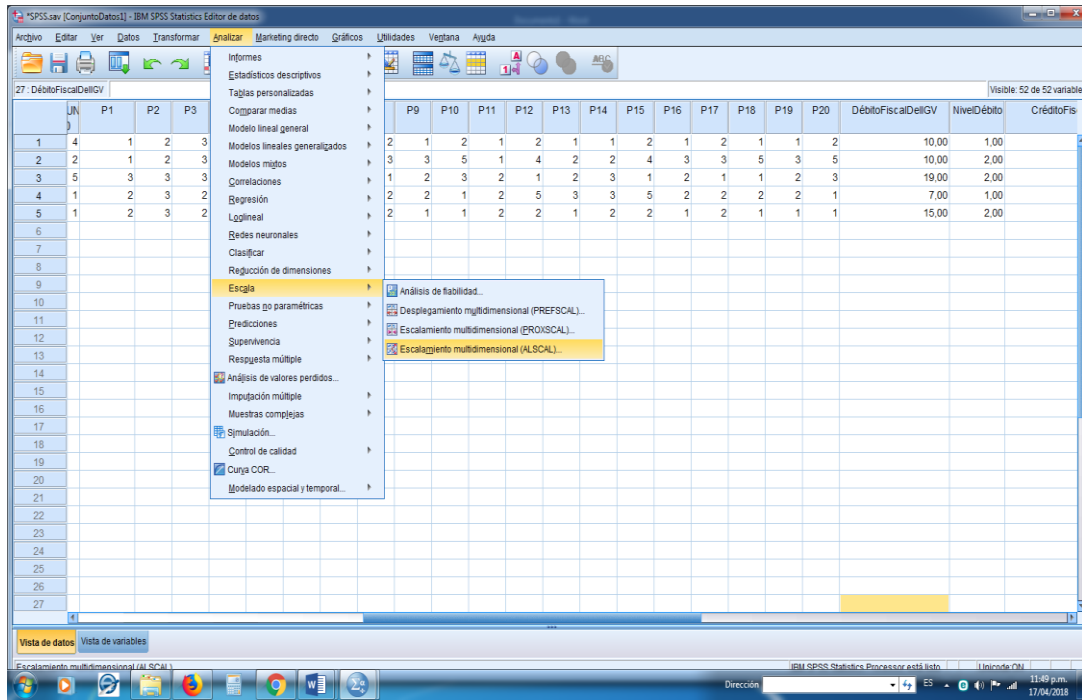 *SPSS.sav [ConjuntoDatos1] - IBM SPSS Statistics Editor de datos
Archivo Editar Ver Datos Transformar Analizar Marketing directo Gráficos Utilidades Ventana Ayuda
27 : DébitoFiscalDelIGV
Visible: 52 de 52 variable
P1 P2 P3 P9 P10 P11 P12 P13 P14 P15 P16 P17 P18 P19 P20 DébitoFiscalDelIGV NivelDébito CréditoFis
1 4 1 2 3 2 1 2 1 2 1 1 2 1 2 1 1 2 10,00 1,00
2 2 1 2 3 3 3 5 1 4 2 2 4 3 3 5 3 5 10,00 2,00
3 5 3 3 3 1 2 3 2 1 2 3 1 2 1 1 2 3 19,00 2,00
4 1 2 3 2 2 2 1 2 5 3 3 5 2 2 2 2 1 7,00 1,00
5 1 2 3 2 2 1 1 2 2 1 2 2 1 2 1 1 1 15,00 2,00
6
7
8
9
10
11
12
13
14
15
16
17
18
19
20
21
22
23
24
25
26
27
Informes
Estadísticos descriptivos
Tablas personalizadas
Comparar medias
Modelo lineal general
Modelos lineales generalizados
Modelos mixtos
Correlaciones
Regresión
Loglineal
Redes neuronales
Clasificar
Reducción de dimensiones
Escala
Pruebas no paramétricas
Predicciones
Supervivencia
Respuesta múltiple
Análisis de valores perdidos...
Imputación múltiple
Muestras complejas
Simulación...
Control de calidad
Curva COR...
Modelado espacial y temporal...
Análisis de fiabilidad...
Desplegamiento multidimensional (PREFSCAL)...
Escalamiento multidimensional (PROXSCAL)...
Escalamiento multidimensional (ALSCAL)...
Vista de datos Vista de variables
Escalamiento multidimensional (ALSCAL)
IBM SPSS Statistics Processor está listo
Unicode:ON
Dirección
ES
11:49 p.m.
17/04/2018